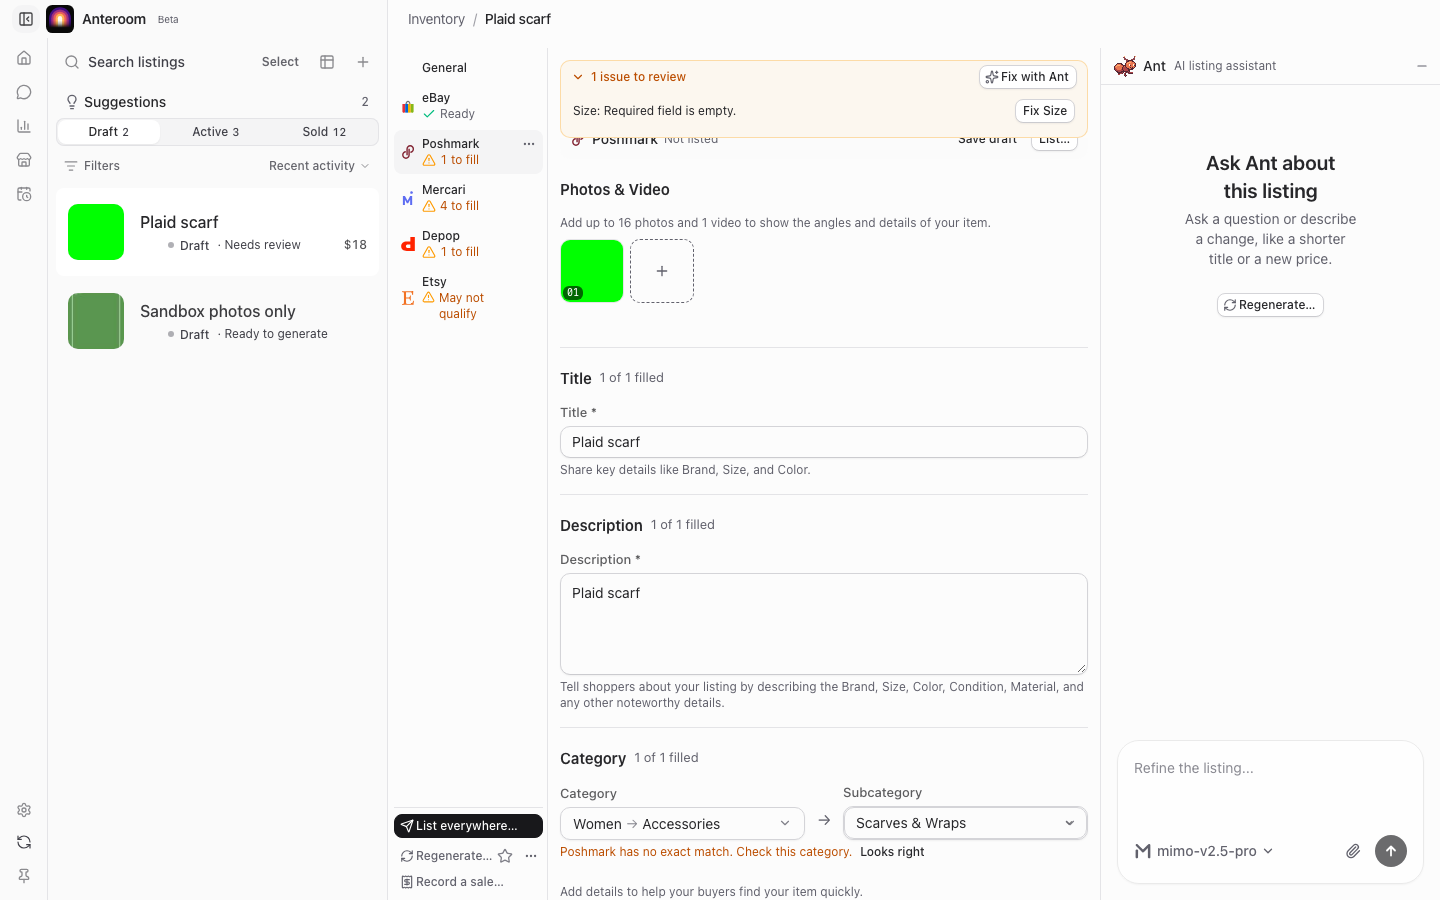 Anteroom Beta
Search listings Select
Suggestions 2
Draft 2 Active 3 Sold 12
Filters Recent activity
Plaid scarf
Draft · Needs review $18
Sandbox photos only
Draft · Ready to generate
Inventory / Plaid scarf
General
eBay
Ready
Poshmark
1 to fill
Mercari
4 to fill
Depop
1 to fill
Etsy
May not
qualify
List everywhere...
Regenerate...
Record a sale...
1 issue to review Fix with Ant
Size: Required field is empty. Fix Size
Poshmark Not listed Save draft List...
Photos & Video
Add up to 16 photos and 1 video to show the angles and details of your item.
01
Title 1 of 1 filled
Title *
Plaid scarf
Share key details like Brand, Size, and Color.
Description 1 of 1 filled
Description *
Plaid scarf
Tell shoppers about your listing by describing the Brand, Size, Color, Condition, Material, and
any other noteworthy details.
Category 1 of 1 filled
Category Subcategory
Women → Accessories → Scarves & Wraps
Poshmark has no exact match. Check this category. Looks right
Add details to help your buyers find your item quickly.
Ant AI listing assistant
Ask Ant about
this listing
Ask a question or describe
a change, like a shorter
title or a new price.
Regenerate...
Refine the listing...
mimo-v2.5-pro